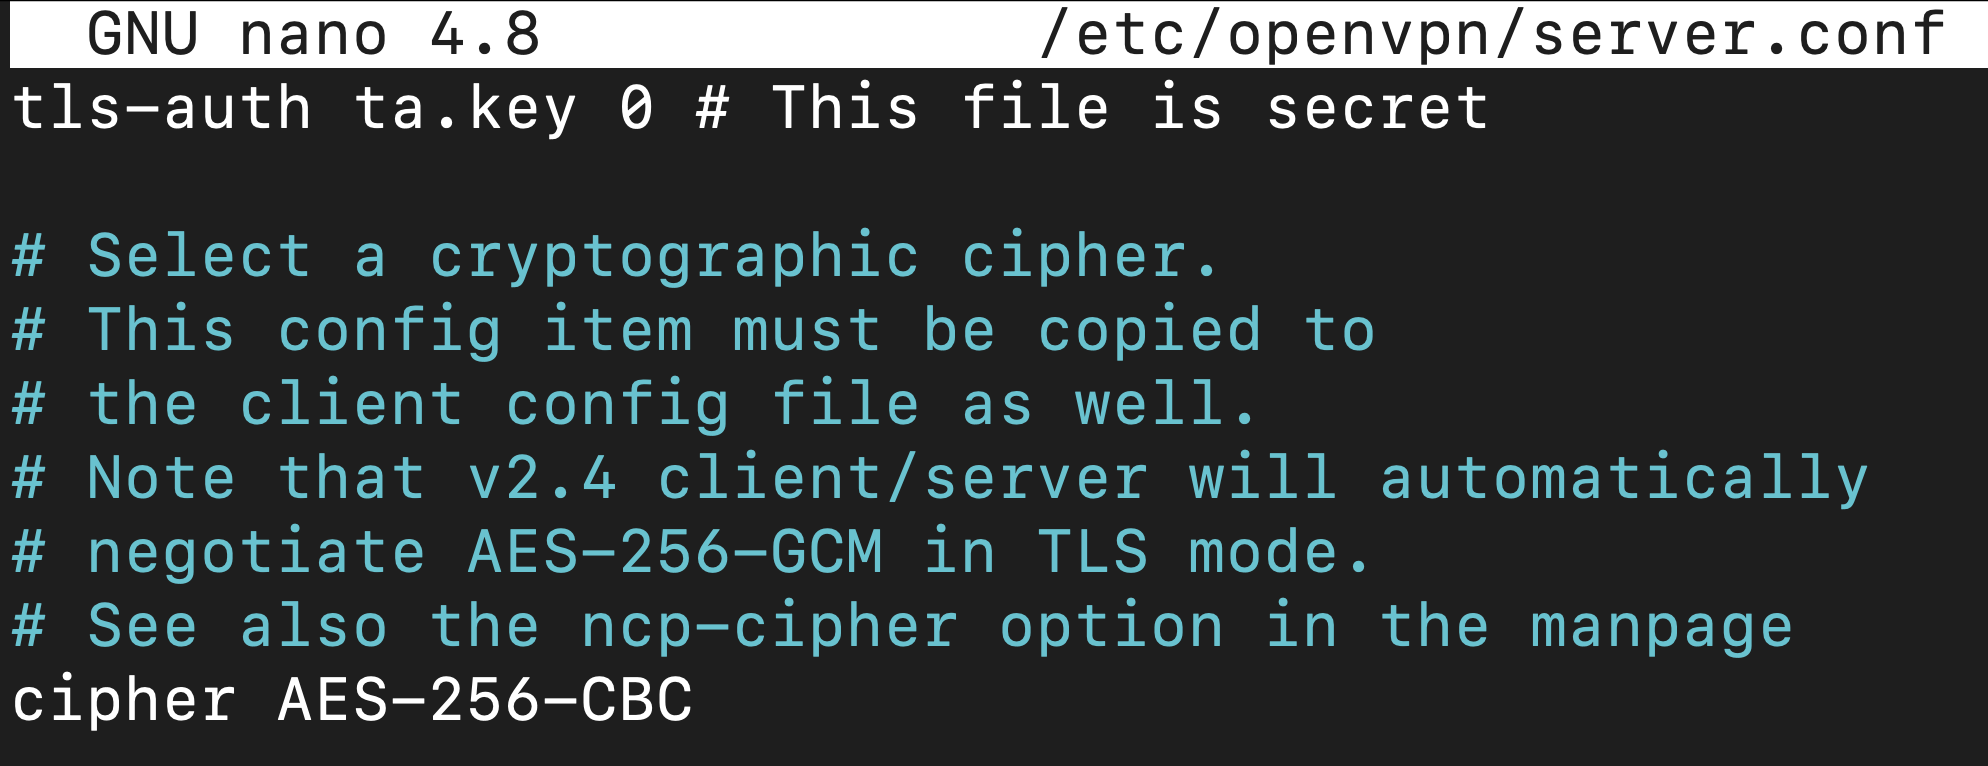 GNU nano 4.8 /etc/openvpn/server.conf
tls-auth ta.key 0 # This file is secret
# Select a cryptographic cipher.
# This config item must be copied to
# the client config file as well.
# Note that v2.4 client/server will automatically
# negotiate AES-256-GCM in TLS mode.
# See also the ncp-cipher option in the manpage
cipher AES-256-CBC